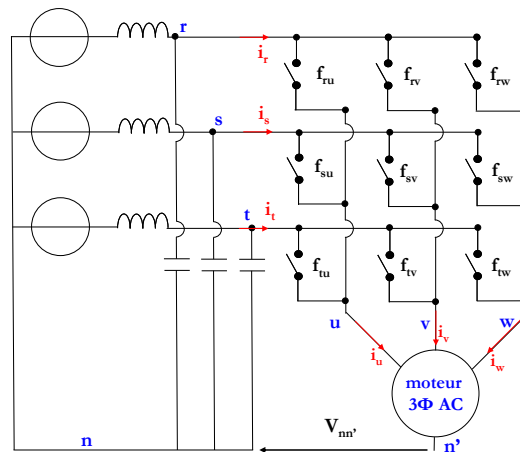 r
i_r
f_ru
f_rv
f_rw
s
i_s
f_su
f_sv
f_sw
t
i_t
f_tu
f_tv
f_tw
u
v
w
i_u
i_v
i_w
moteur
3Φ AC
V_nn'
n
n'